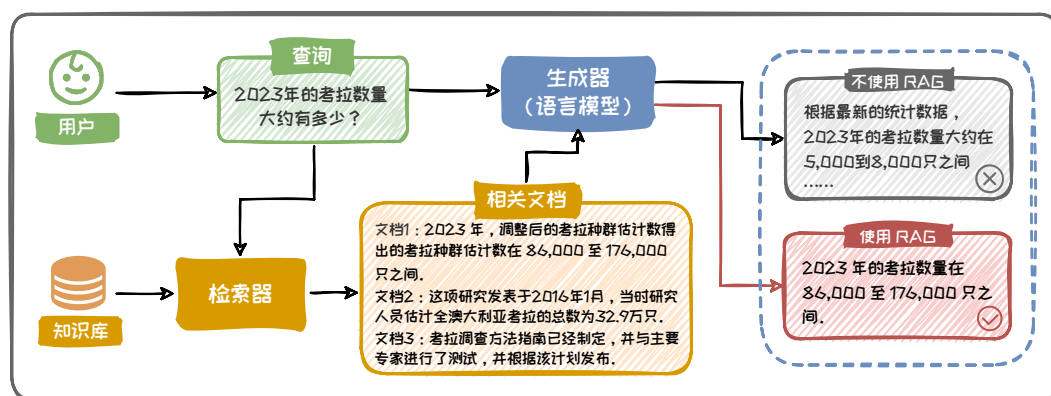 用户
查询
2023年的考拉数量
大约有多少？
生成器
（语言模型）
不使用 RAG
根据最新的统计数据，
2023年的考拉数量大约在
5,000到8,000只之间
……
使用 RAG
2023 年的考拉数量在
86,000 至 176,000 只之
间.
知识库
检索器
相关文档
文档1：2023 年，调整后的考拉种群估计数得
出的考拉种群估计数在 86,000 至 176,000
只之间.
文档2：这项研究发表于2016年1月，当时研究
人员估计全澳大利亚考拉的总数为32.9万只.
文档3：考拉调查方法指南已经制定，并与主要
专家进行了测试，并根据该计划发布.